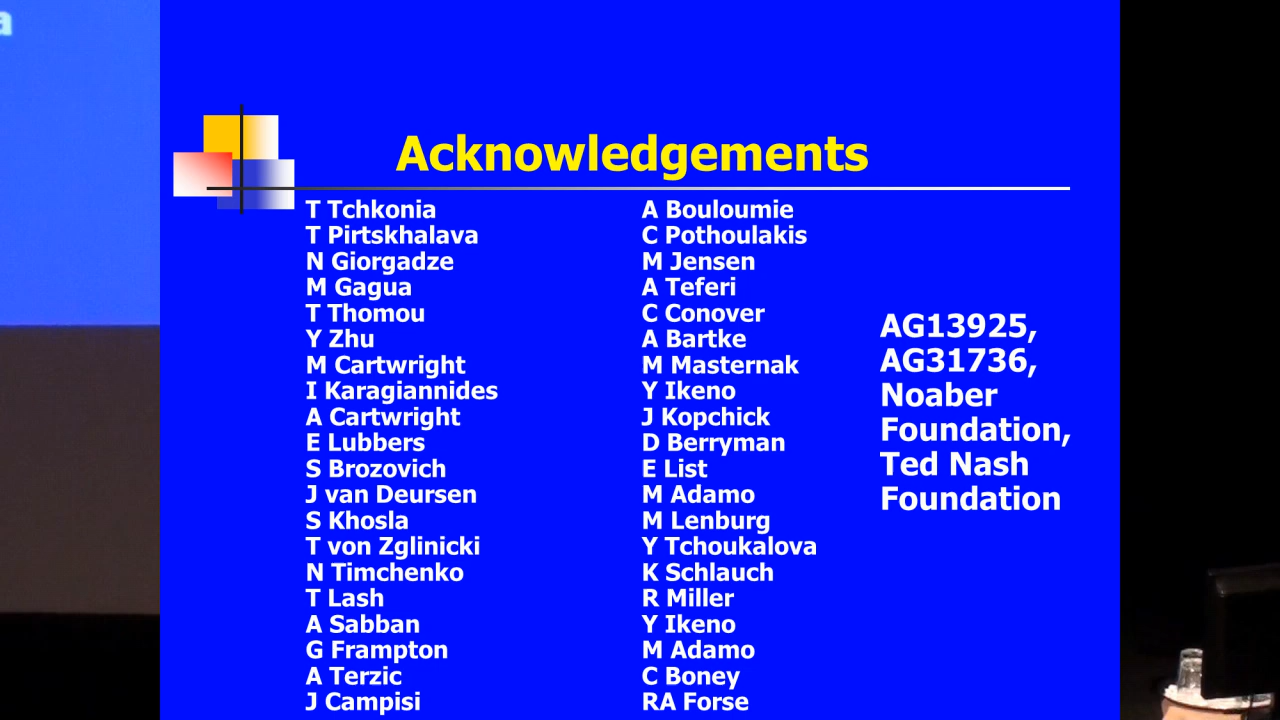 a
Acknowledgements
T Tchkonia
T Pirtskhalava
N Giorgadze
M Gagua
T Thomou
Y Zhu
M Cartwright
I Karagiannides
A Cartwright
E Lubbers
S Brozovich
J van Deursen
S Khosla
T von Zglinicki
N Timchenko
T Lash
A Sabban
G Frampton
A Terzic
J Campisi
A Bouloumie
C Pothoulakis
M Jensen
A Teferi
C Conover
A Bartke
M Masternak
Y Ikeno
J Kopchick
D Berryman
E List
M Adamo
M Lenburg
Y Tchoukalova
K Schlauch
R Miller
Y Ikeno
M Adamo
C Boney
RA Forse
AG13925,
AG31736,
Noaber
Foundation,
Ted Nash
Foundation